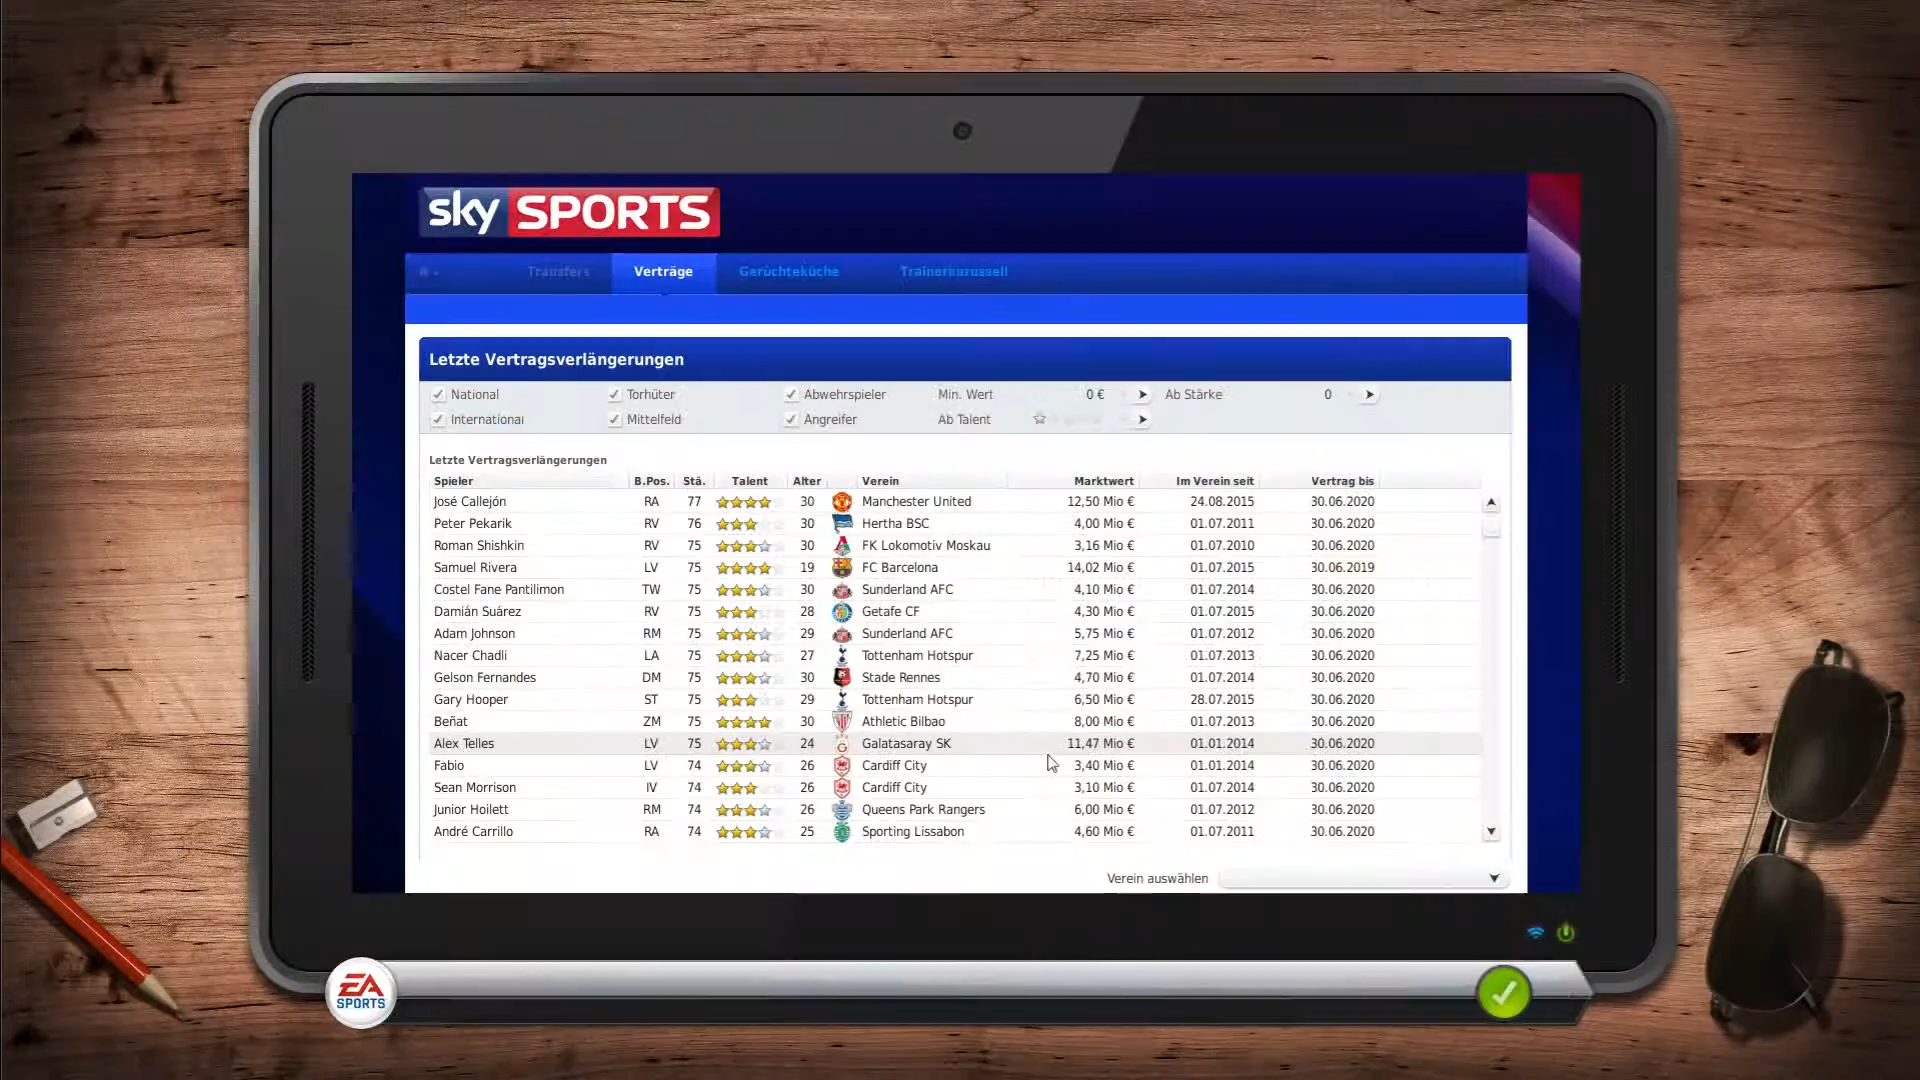 sky SPORTS
Transfers Verträge Gerüchteküche Trainerkarussell
Letzte Vertragsverlängerungen
National Torhüter Abwehrspieler Min. Wert 0 € Ab Stärke 0
International Mittelfeld Angreifer Ab Talent
Letzte Vertragsverlängerungen
Spieler B.Pos. Stä. Talent Alter Verein Marktwert Im Verein seit Vertrag bis
José Callejón RA 77 30 Manchester United 12,50 Mio € 24.08.2015 30.06.2020
Peter Pekarik RV 76 30 Hertha BSC 4,00 Mio € 01.07.2011 30.06.2020
Roman Shishkin RV 75 30 FK Lokomotiv Moskau 3,16 Mio € 01.07.2010 30.06.2020
Samuel Rivera LV 75 19 FC Barcelona 14,02 Mio € 01.07.2015 30.06.2019
Costel Fane Pantilimon TW 75 30 Sunderland AFC 4,10 Mio € 01.07.2014 30.06.2020
Damián Suárez RV 75 28 Getafe CF 4,30 Mio € 01.07.2015 30.06.2020
Adam Johnson RM 75 29 Sunderland AFC 5,75 Mio € 01.07.2012 30.06.2020
Nacer Chadli LA 75 27 Tottenham Hotspur 7,25 Mio € 01.07.2013 30.06.2020
Gelson Fernandes DM 75 30 Stade Rennes 4,70 Mio € 01.07.2014 30.06.2020
Gary Hooper ST 75 29 Tottenham Hotspur 6,50 Mio € 28.07.2015 30.06.2020
Beñat ZM 75 30 Athletic Bilbao 8,00 Mio € 01.07.2013 30.06.2020
Alex Telles LV 75 24 Galatasaray SK 11,47 Mio € 01.01.2014 30.06.2020
Fabio LV 74 26 Cardiff City 3,40 Mio € 01.01.2014 30.06.2020
Sean Morrison IV 74 26 Cardiff City 3,10 Mio € 01.07.2014 30.06.2020
Junior Hoilett RM 74 26 Queens Park Rangers 6,00 Mio € 01.07.2012 30.06.2020
André Carrillo RA 74 25 Sporting Lissabon 4,60 Mio € 01.07.2011 30.06.2020
Verein auswählen
EA
SPORTS